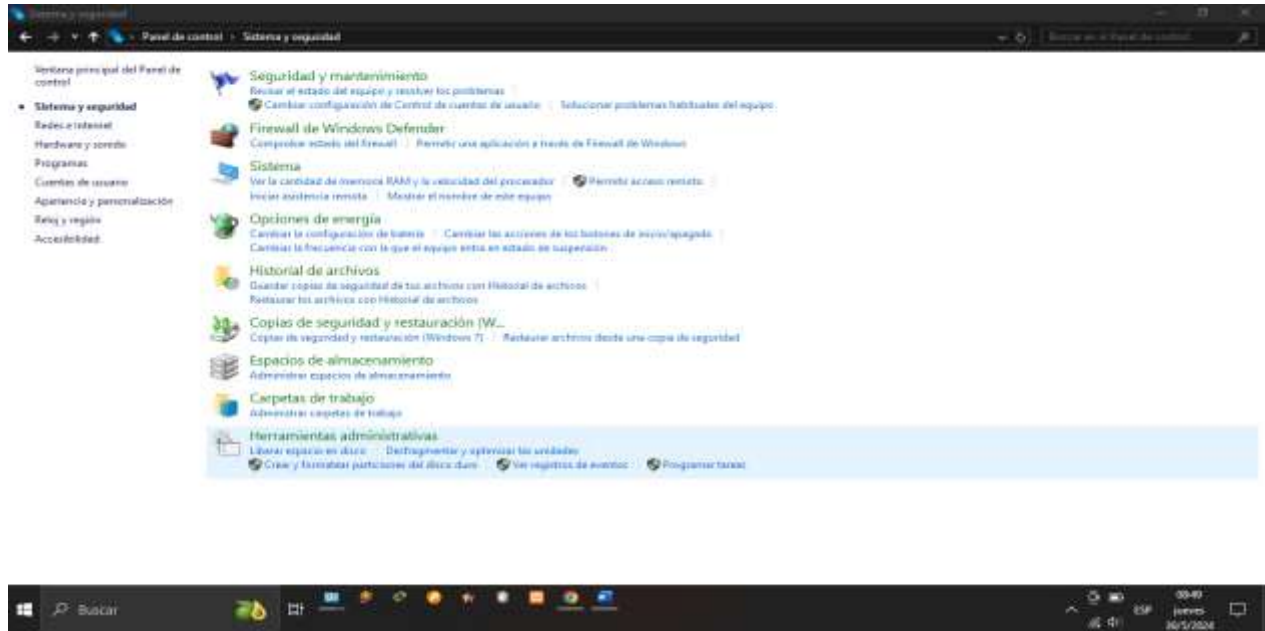 Sistema y seguridad
Panel de control › Sistema y seguridad
Buscar en el Panel de control
Ventana principal del Panel de
control
Sistema y seguridad
Redes e Internet
Hardware y sonido
Programas
Cuentas de usuario
Apariencia y personalización
Reloj y región
Accesibilidad
Seguridad y mantenimiento
Revisar el estado del equipo y resolver los problemas
Cambiar configuración de Control de cuentas de usuario | Solucionar problemas habituales del equipo
Firewall de Windows Defender
Comprobar estado del firewall | Permitir una aplicación a través de Firewall de Windows
Sistema
Ver la cantidad de memoria RAM y la velocidad del procesador | Permitir acceso remoto
Iniciar asistencia remota | Mostrar el nombre de este equipo
Opciones de energía
Cambiar la configuración de batería | Cambiar las acciones de los botones de inicio/apagado
Cambiar la frecuencia con la que el equipo entra en estado de suspensión
Historial de archivos
Guardar copias de seguridad de tus archivos con Historial de archivos
Restaurar los archivos con Historial de archivos
Copias de seguridad y restauración (W...
Copias de seguridad y restauración (Windows 7) | Restaurar archivos desde una copia de seguridad
Espacios de almacenamiento
Administrar espacios de almacenamiento
Carpetas de trabajo
Administrar carpetas de trabajo
Herramientas administrativas
Liberar espacio en disco | Desfragmentar y optimizar las unidades
Crear y formatear particiones del disco duro | Ver registros de eventos | Programar tareas
Buscar
ESP
jueves
30/5/2024